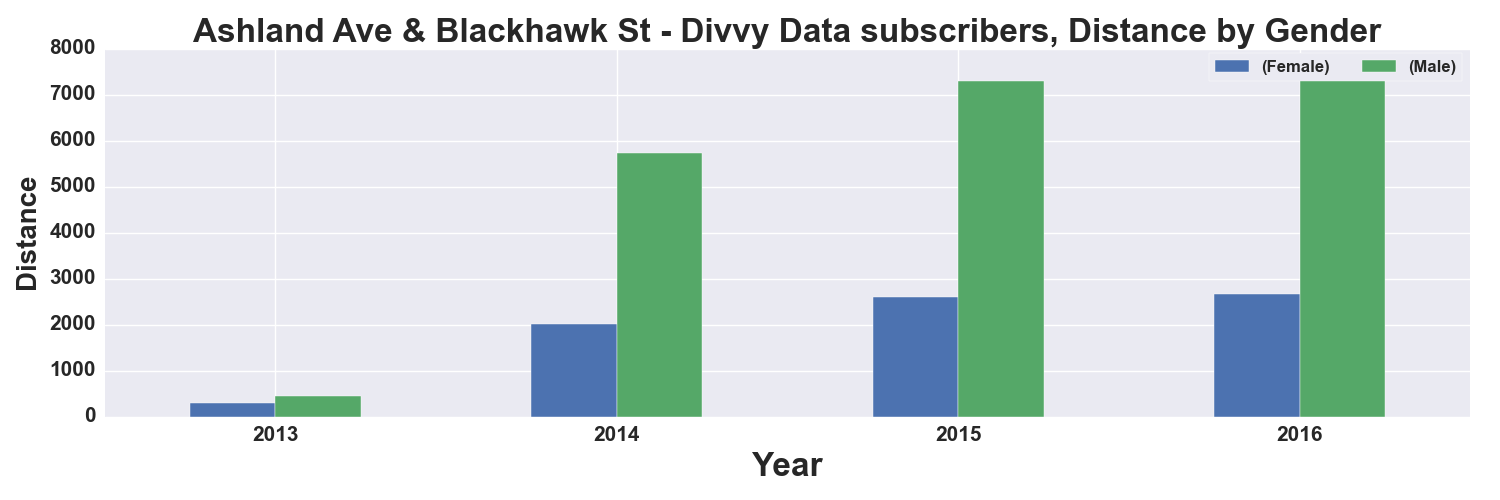 Ashland Ave & Blackhawk St - Divvy Data subscribers, Distance by Gender
(Female) (Male)
8000
7000
6000
5000
4000
3000
2000
1000
0
Distance
2013 2014 2015 2016
Year